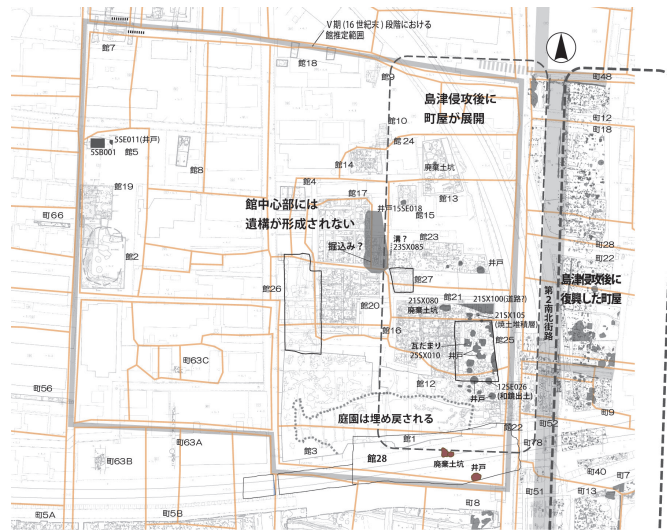 Ⅴ期(16世紀末)段階における
館推定範囲
館7
館18
館9
町48
島津侵攻後に
町屋が展開
館10
町12
町18
5SE011(井戸)
5SB001
館5
館8
館24
館14
廃棄土坑
館4
館19
館17
館13
館中心部には
遺構が形成されない
井戸15SE018
館15
町66
掘込み?
溝?
23SX085
館23
館2
井戸
町28
町22
館27
島津侵攻後に
復興した町屋
館26
21SX080
廃棄土坑
館21
21SX100(道路?)
第2南北街路
館20
館16
21SX105
(焼土堆積層)
瓦だまり
25SX010
井戸
館25
町63C
町56
館12
12SE026
(和鏡出土)
井戸
町9
庭園は埋め戻される
館22
町52
町63A
館3
館1
町78
町63B
館28
廃棄土坑
井戸
町40
町7
町5A
町5B
町8
町51
町13